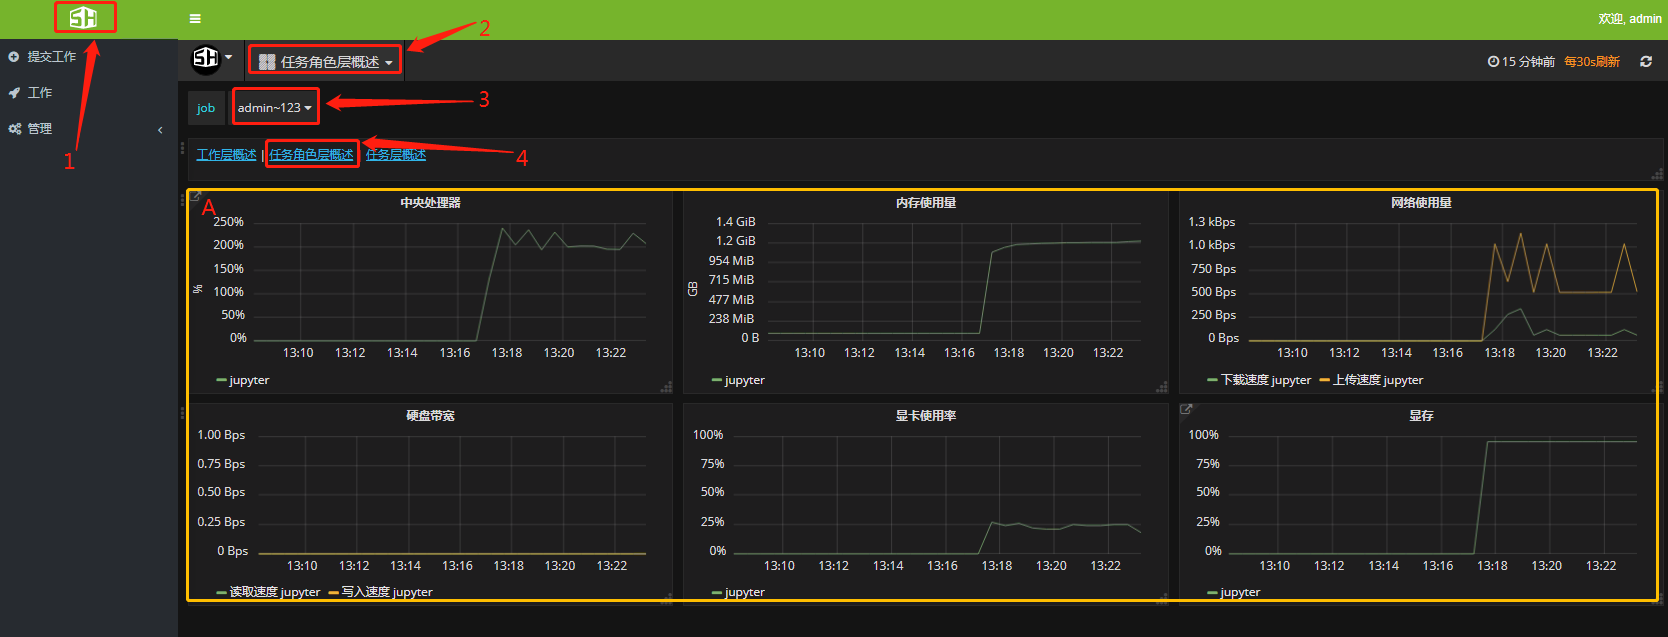 SH
欢迎, admin
提交工作
工作
管理
1
SH
任务角色层概述
2
15 分钟前 每30s刷新
job admin~123
3
工作层概述 | 任务角色层概述 | 任务层概述
4
A
中央处理器
250%
200%
150%
100%
50%
0%
%
13:10 13:12 13:14 13:16 13:18 13:20 13:22
jupyter
内存使用量
1.4 GiB
1.2 GiB
954 MiB
715 MiB
477 MiB
238 MiB
0 B
GB
13:10 13:12 13:14 13:16 13:18 13:20 13:22
jupyter
网络使用量
1.3 kBps
1.0 kBps
750 Bps
500 Bps
250 Bps
0 Bps
13:10 13:12 13:14 13:16 13:18 13:20 13:22
下载速度 jupyter 上传速度 jupyter
硬盘带宽
1.00 Bps
0.75 Bps
0.50 Bps
0.25 Bps
0 Bps
13:10 13:12 13:14 13:16 13:18 13:20 13:22
读取速度 jupyter 写入速度 jupyter
显卡使用率
100%
75%
50%
25%
0%
13:10 13:12 13:14 13:16 13:18 13:20 13:22
jupyter
显存
100%
75%
50%
25%
0%
13:10 13:12 13:14 13:16 13:18 13:20 13:22
jupyter